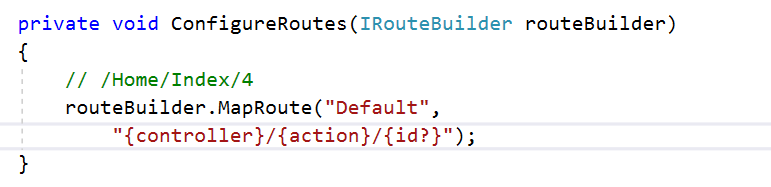 private void ConfigureRoutes(IRouteBuilder routeBuilder)
{
    // /Home/Index/4
    routeBuilder.MapRoute("Default",
        "{controller}/{action}/{id?}");
}